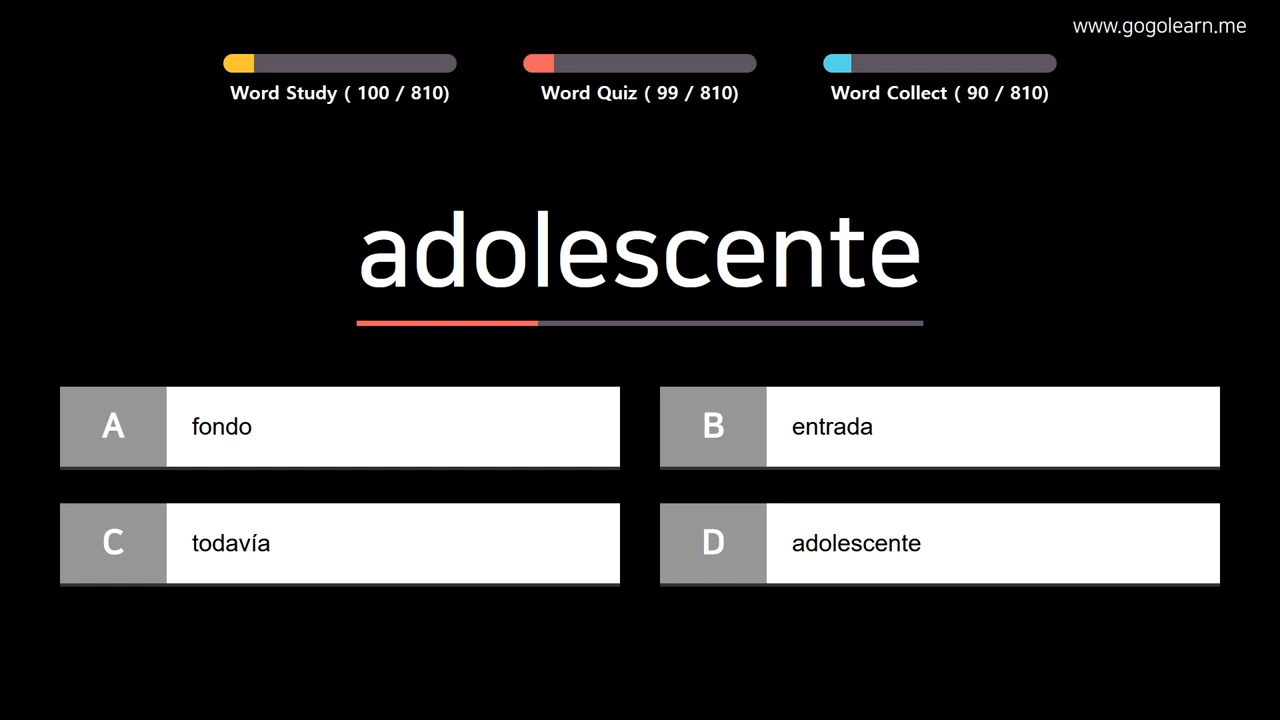 www.gogolearn.me
Word Study ( 100 / 810)
Word Quiz ( 99 / 810)
Word Collect ( 90 / 810)
adolescente
A fondo
B entrada
C todavía
D adolescente